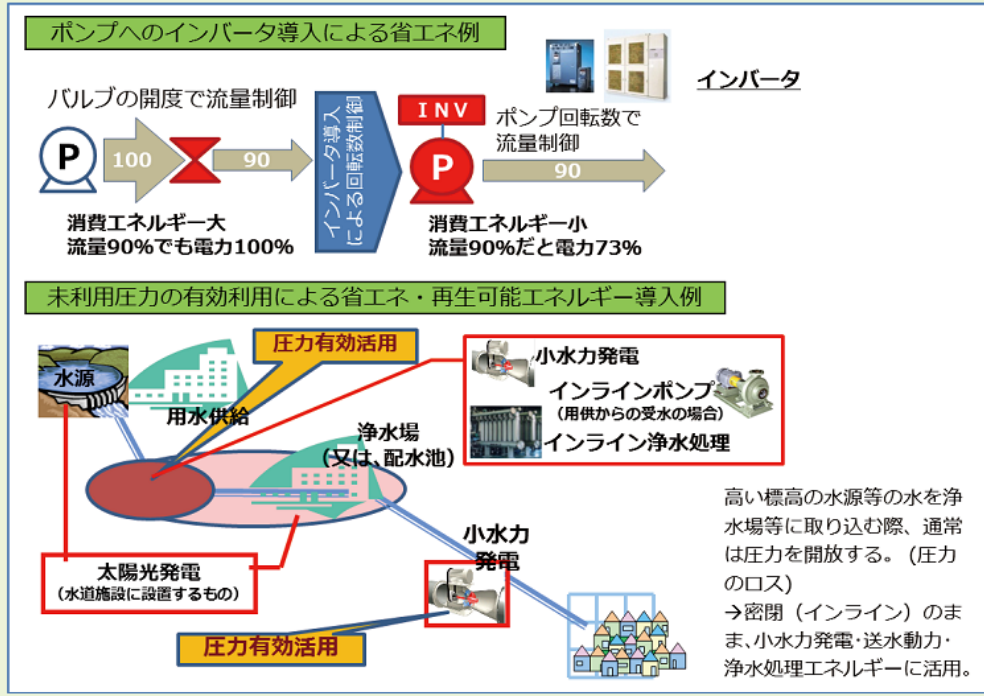 ポンプへのインバータ導入による省エネ例
インバータ
バルブの開度で流量制御
P
100
90
インバータ導入
による回転数制御
INV
P
ポンプ回転数で
流量制御
90
消費エネルギー大
流量90%でも電力100%
消費エネルギー小
流量90%だと電力73%
未利用圧力の有効利用による省エネ・再生可能エネルギー導入例
圧力有効活用
水源
用水供給
小水力発電
インラインポンプ
(用供からの受水の場合)
インライン浄水処理
浄水場
(又は、配水池)
太陽光発電
(水道施設に設置するもの)
小水力
発電
圧力有効活用
高い標高の水源等の水を浄
水場等に取り込む際、通常
は圧力を開放する。(圧力
のロス)
→密閉（インライン）のま
ま、小水力発電・送水動力・
浄水処理エネルギーに活用。